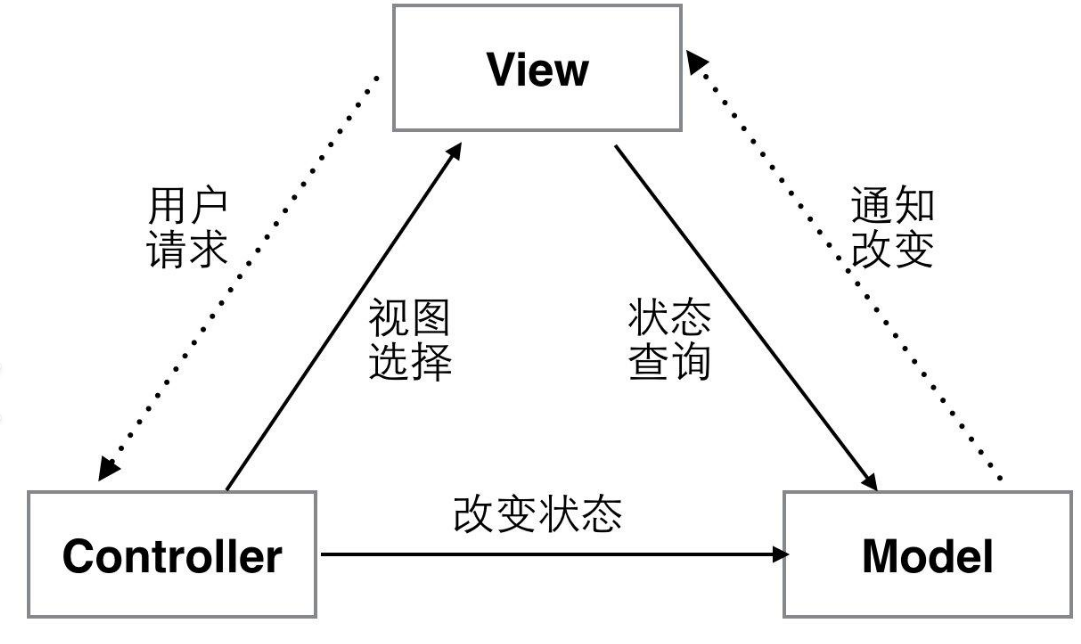 View
用户
请求
通知
改变
视图
选择
状态
查询
改变状态
Controller
Model